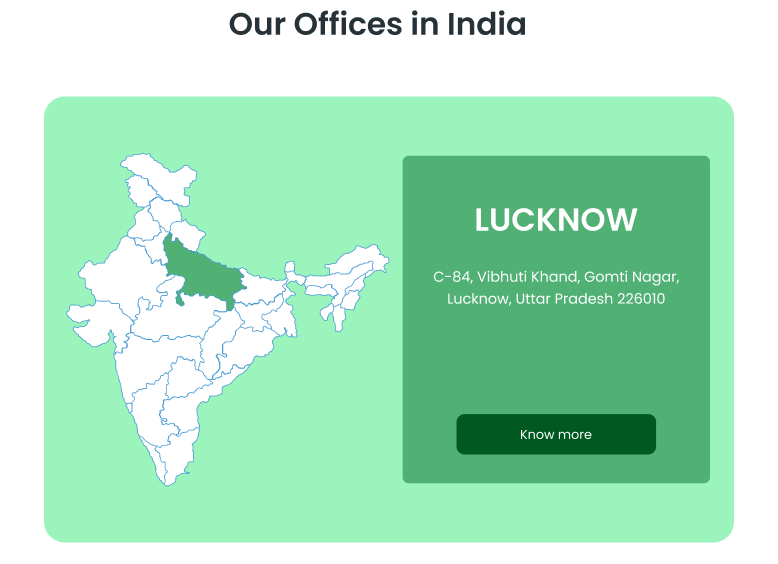 Our Offices in India
LUCKNOW
C-84, Vibhuti Khand, Gomti Nagar,
Lucknow, Uttar Pradesh 226010
Know more